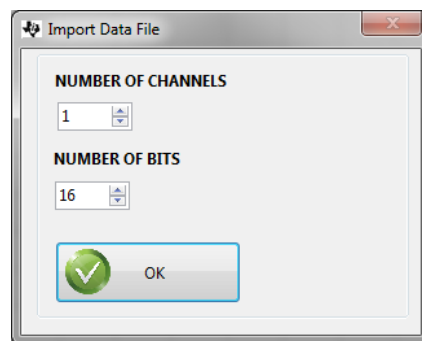 Import Data File
NUMBER OF CHANNELS
1
NUMBER OF BITS
16
OK